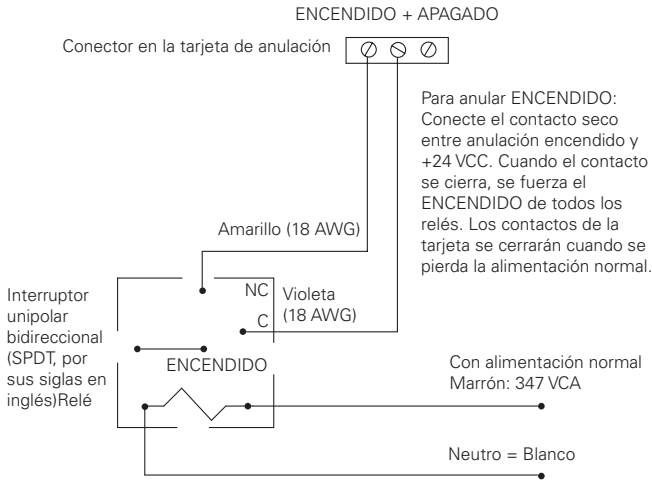 ENCENDIDO + APAGADO
Conector en la tarjeta de anulación
Para anular ENCENDIDO:
Conecte el contacto seco
entre anulación encendido y
+24 VCC. Cuando el contacto
se cierra, se fuerza el
ENCENDIDO de todos los
relés. Los contactos de la
tarjeta se cerrarán cuando se
pierda la alimentación normal.
Amarillo (18 AWG)
NC
Violeta
(18 AWG)
C
Interruptor
unipolar
bidireccional
(SPDT, por
sus siglas en
inglés)Relé
ENCENDIDO
Con alimentación normal
Marrón: 347 VCA
Neutro = Blanco